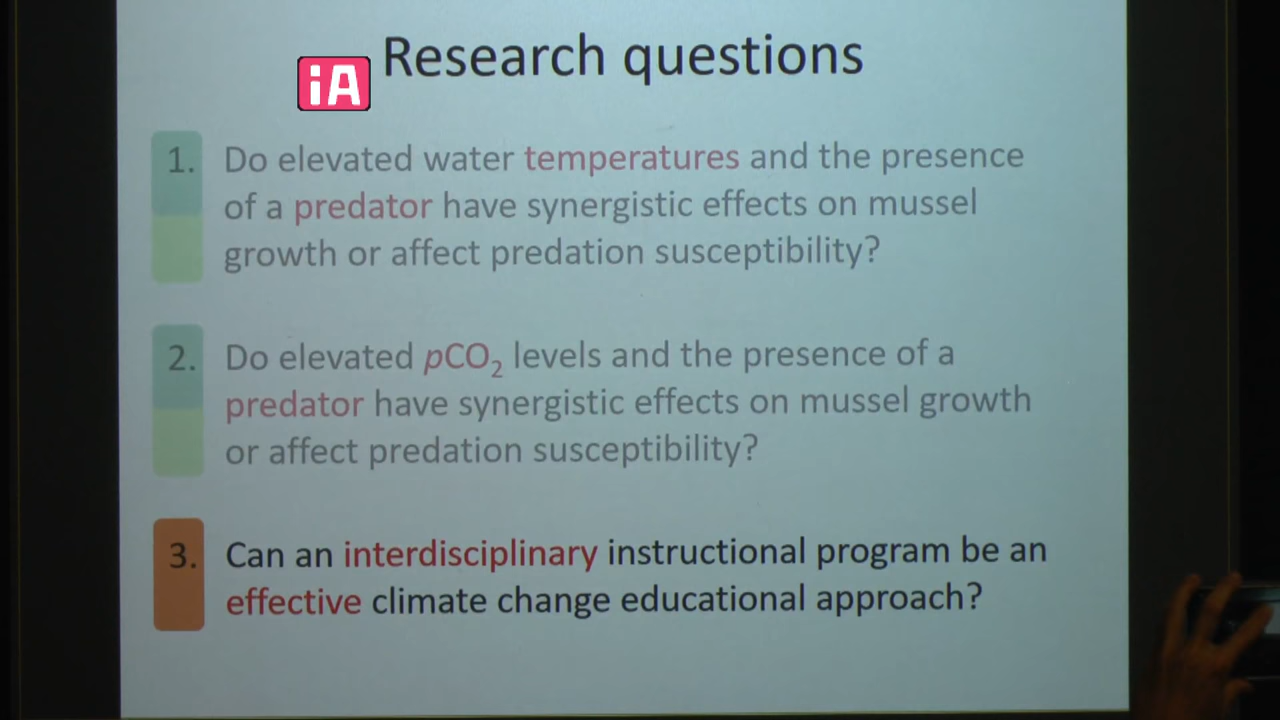 Research questions
iA
1. Do elevated water temperatures and the presence
of a predator have synergistic effects on mussel
growth or affect predation susceptibility?
2. Do elevated pCO₂ levels and the presence of a
predator have synergistic effects on mussel growth
or affect predation susceptibility?
3. Can an interdisciplinary instructional program be an
effective climate change educational approach?